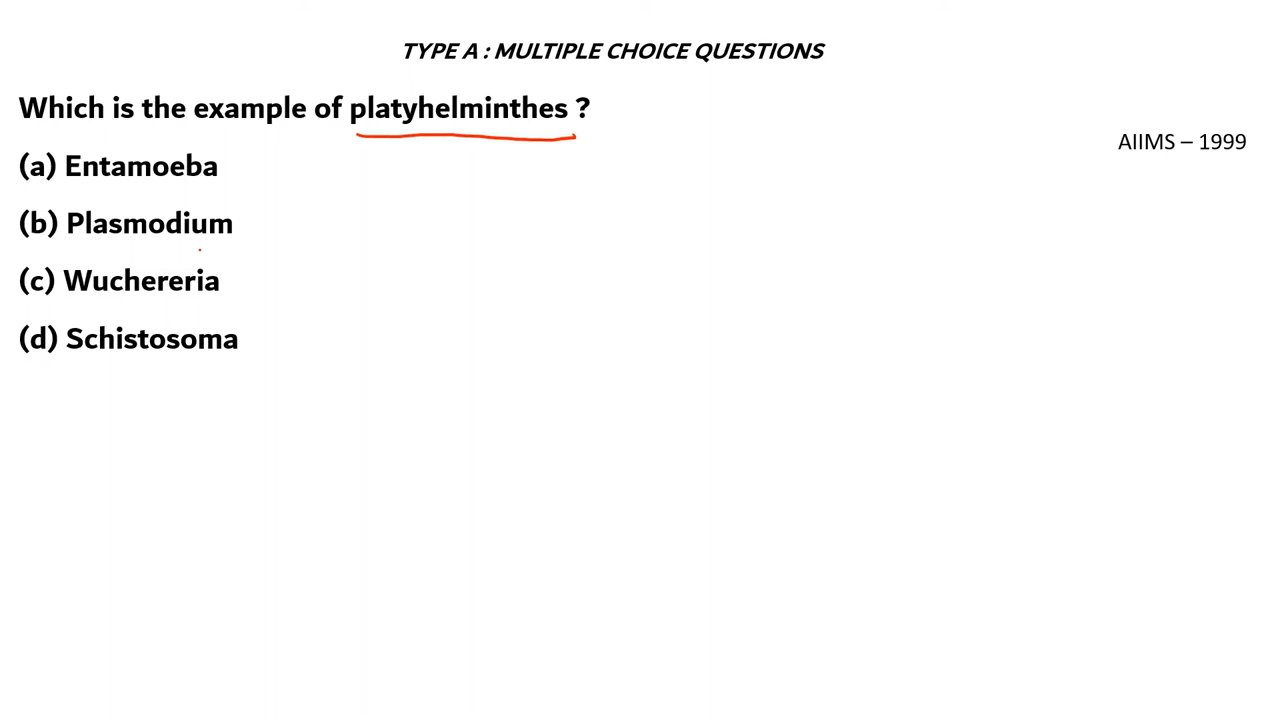 TYPE A : MULTIPLE CHOICE QUESTIONS
Which is the example of platyhelminthes ?
AIIMS – 1999
(a) Entamoeba
(b) Plasmodium
(c) Wuchereria
(d) Schistosoma